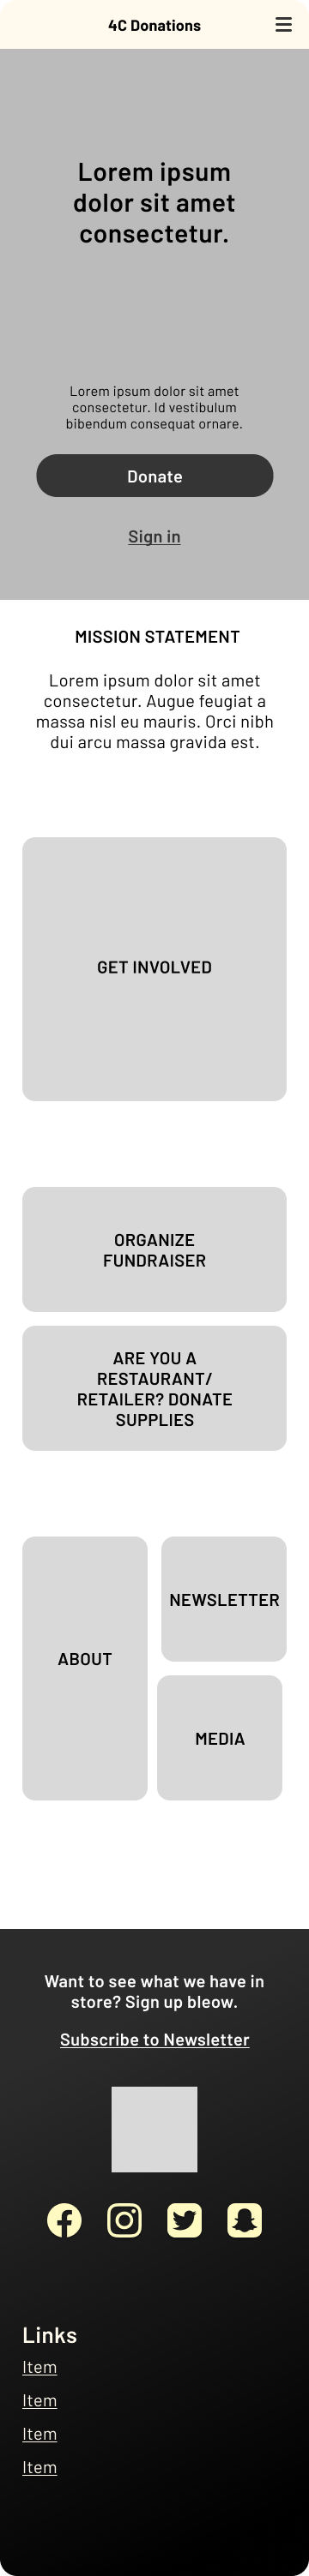 4C Donations
Lorem ipsum
dolor sit amet
consectetur.
Lorem ipsum dolor sit amet
consectetur. Id vestibulum
bibendum consequat ornare.
Donate
Sign in
MISSION STATEMENT
Lorem ipsum dolor sit amet
consectetur. Augue feugiat a
massa nisl eu mauris. Orci nibh
dui arcu massa gravida est.
GET INVOLVED
ORGANIZE
FUNDRAISER
ARE YOU A
RESTAURANT/
RETAILER? DONATE
SUPPLIES
ABOUT
NEWSLETTER
MEDIA
Want to see what we have in
store? Sign up bleow.
Subscribe to Newsletter
Links
Item
Item
Item
Item